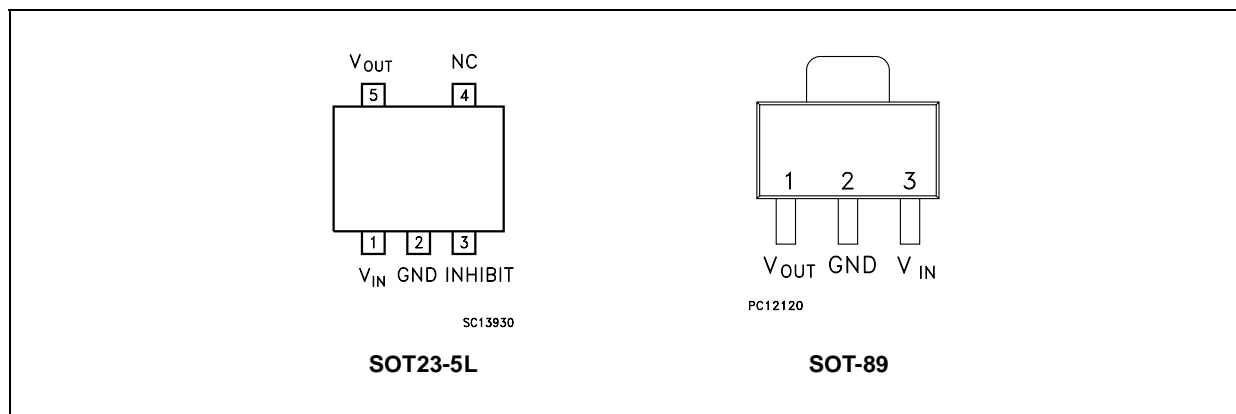 VOUT NC
5 4
1 2 3
VIN GND INHIBIT
SC13930
SOT23-5L
1 2 3
VOUT GND VIN
PC12120
SOT-89